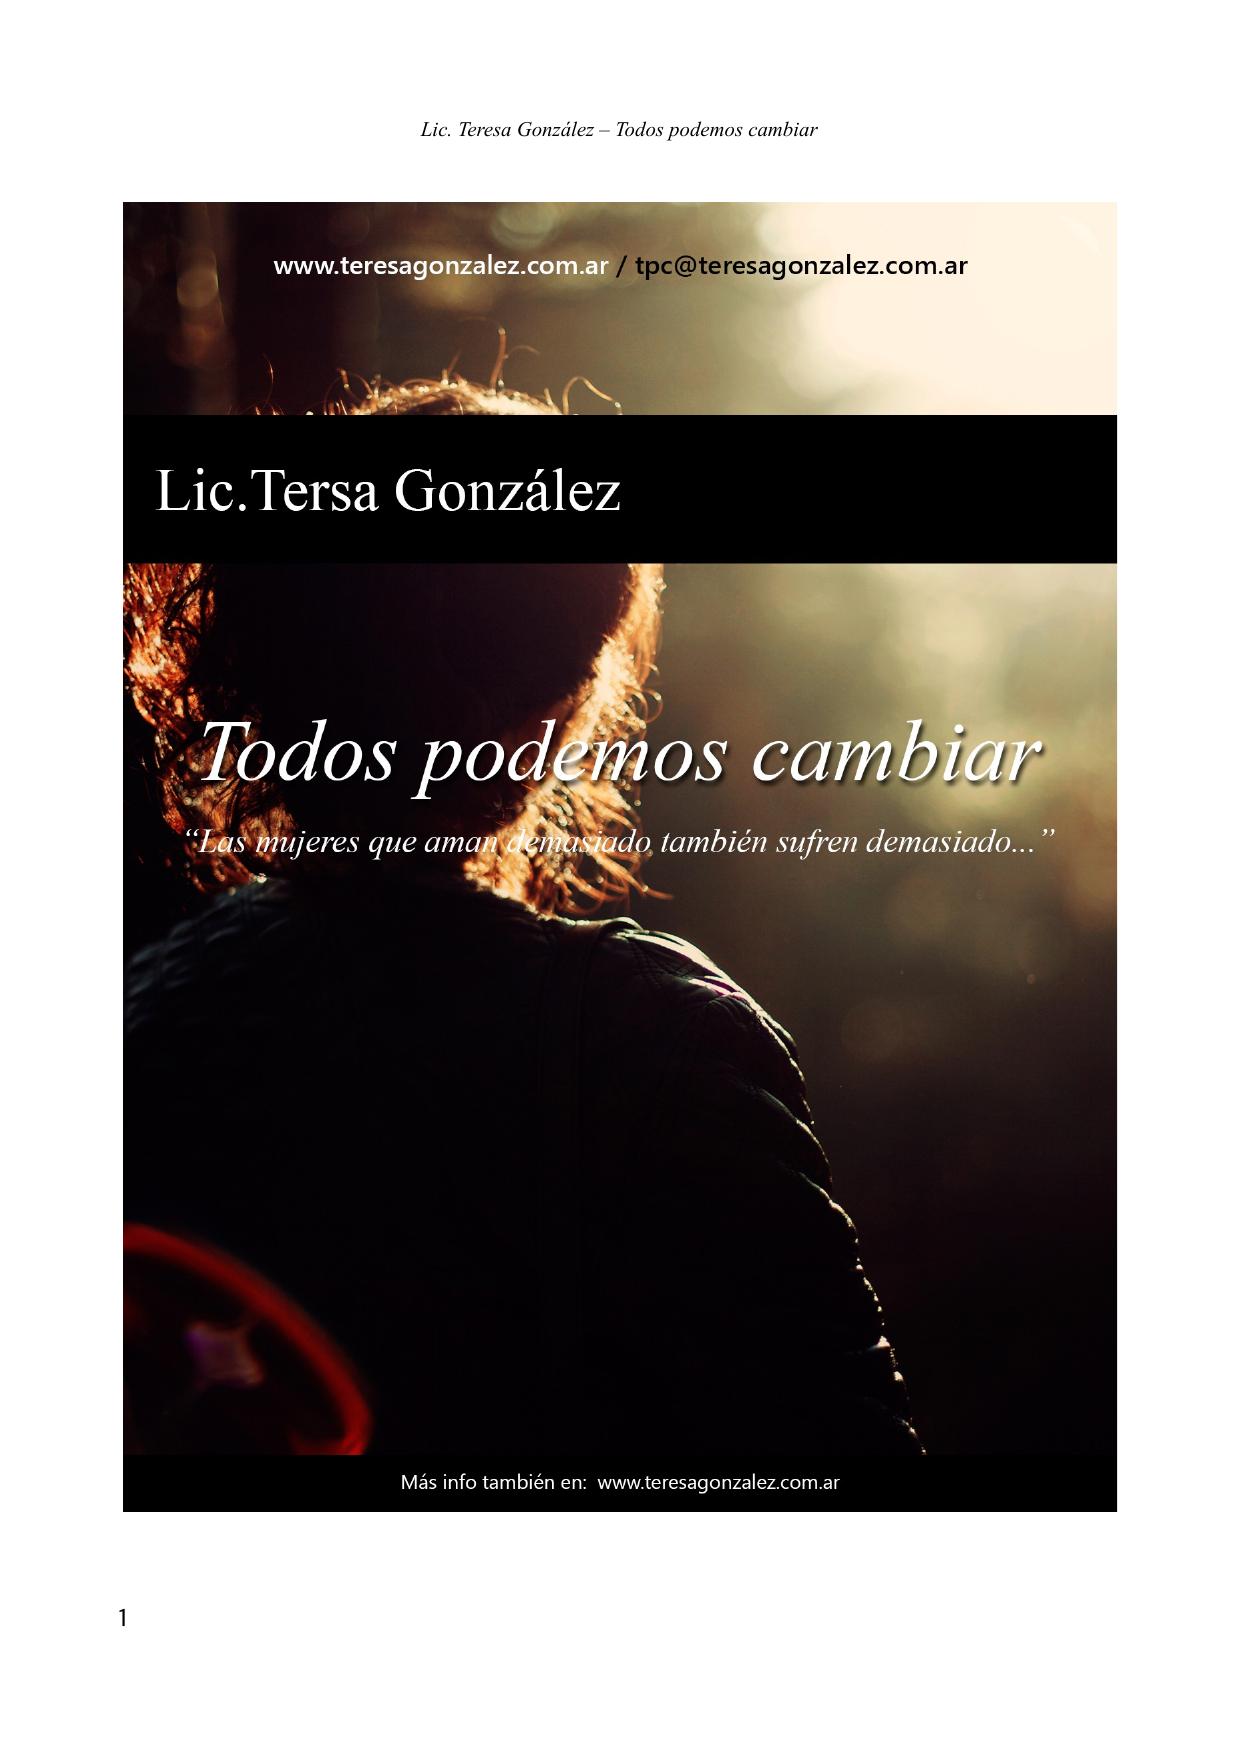 Lic. Teresa González – Todos podemos cambiar
www.teresagonzalez.com.ar / tpc@teresagonzalez.com.ar
Lic.Tersa González
Todos podemos cambiar
“Las mujeres que aman demasiado también sufren demasiado...”
Más info también en: www.teresagonzalez.com.ar
1